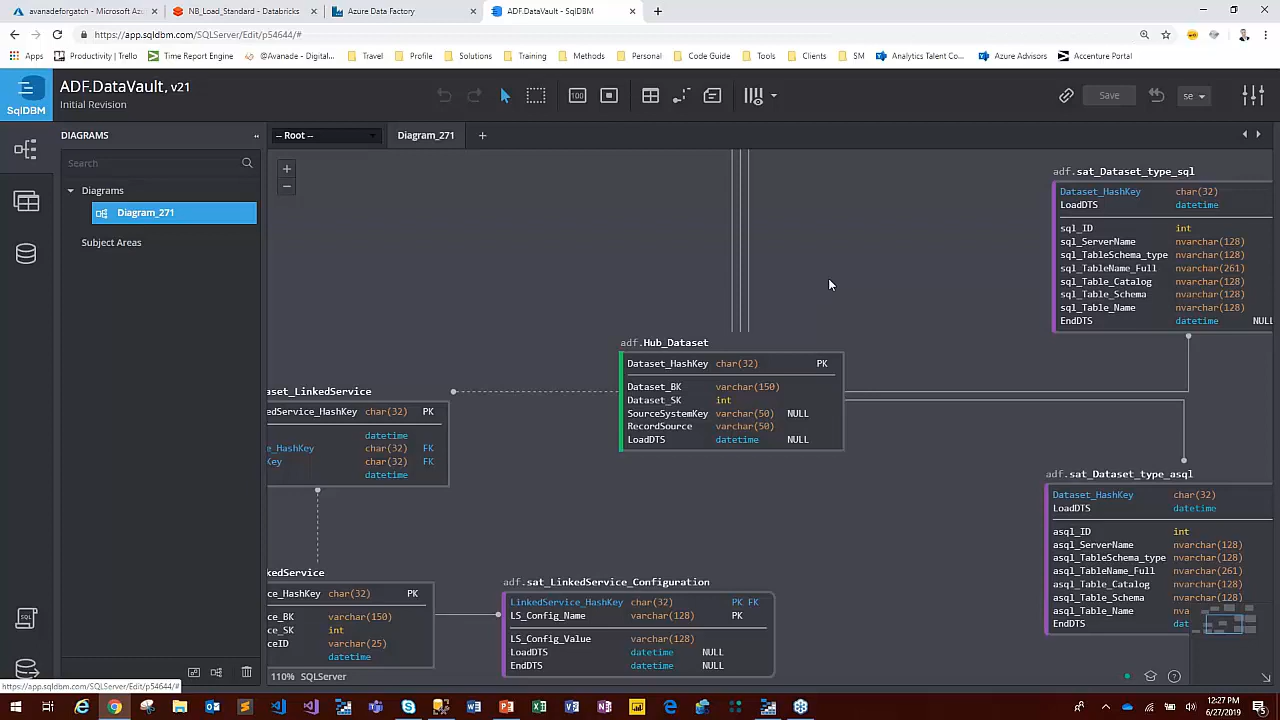 avanadeforgatch - Microsoft Az
NB_Load_Standard - Databricks
Azure Data Factory
ADF.DataVault - SqlDBM
https://app.sqldbm.com/SQLServer/Edit/p54644/#
Apps
Productivity
Time Report Engine
@Avanade - Digital...
Travel
Profile
Solutions
Training
Methods
Personal
Code Guide
Tools
Clients
SM
Analytics Talent Co...
Azure Advisors
Accenture Portal
SqlDBM
ADF.DataVault, v21
Initial Revision
100
Save
se
DIAGRAMS
-- Root --
Diagram_271
Search
Diagrams
Diagram_271
Subject Areas
adf.sat_Dataset_type_sql
Dataset_HashKey char(32)
LoadDTS datetime
sql_ID int
sql_ServerName nvarchar(128)
sql_TableSchema_type nvarchar(128)
sql_TableName_Full nvarchar(261)
sql_Table_Catalog nvarchar(128)
sql_Table_Schema nvarchar(128)
sql_Table_Name nvarchar(128)
EndDTS datetime NULL
adf.Hub_Dataset
Dataset_HashKey char(32) PK
Dataset_BK varchar(150)
Dataset_SK int
SourceSystemKey varchar(50) NULL
RecordSource varchar(50)
LoadDTS datetime NULL
aset_LinkedService
edService_HashKey char(32) PK
datetime
e_HashKey char(32) FK
Key char(32) FK
datetime
adf.sat_Dataset_type_asql
Dataset_HashKey char(32)
LoadDTS datetime
asql_ID int
asql_ServerName nvarchar(128)
asql_TableSchema_type nvarchar(128)
asql_TableName_Full nvarchar(261)
asql_Table_Catalog nvarchar(128)
asql_Table_Schema nvarchar(128)
asql_Table_Name nva
EndDTS dat
kedService
ce_HashKey char(32) PK
ce_BK varchar(150)
ce_SK int
ceID varchar(25)
datetime
adf.sat_LinkedService_Configuration
LinkedService_HashKey char(32) PK FK
LS_Config_Name varchar(128) PK
LS_Config_Value varchar(128)
LoadDTS datetime NULL
EndDTS datetime NULL
110% SQLServer
SQL
https://app.sqldbm.com/SQLServer/Edit/p54644/#
12:27 PM
6/27/2019